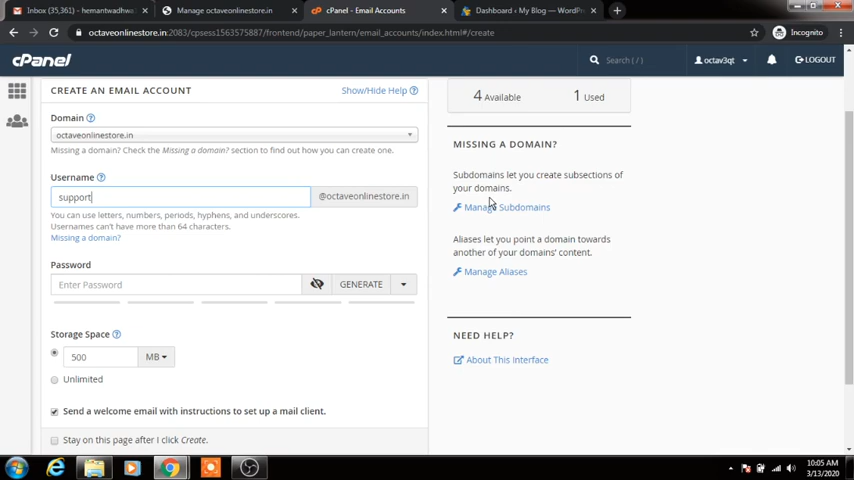 Inbox (35,361) - hemantwadhwa
Manage octaveonlinestore.in
cPanel - Email Accounts
Dashboard ‹ My Blog — WordPr
octaveonlinestore.in:2083/cpsess1563575887/frontend/paper_lantern/email_accounts/index.html#/create
Incognito
cPanel
Search ( / )
octav3qt
LOGOUT
CREATE AN EMAIL ACCOUNT
Show/Hide Help
Domain
octaveonlinestore.in
Missing a domain? Check the Missing a domain? section to find out how you can create one.
Username
support
@octaveonlinestore.in
You can use letters, numbers, periods, hyphens, and underscores.
Usernames can't have more than 64 characters.
Missing a domain?
Password
Enter Password
GENERATE
Storage Space
500
MB
Unlimited
Send a welcome email with instructions to set up a mail client.
Stay on this page after I click Create.
4 Available
1 Used
MISSING A DOMAIN?
Subdomains let you create subsections of
your domains.
Manage Subdomains
Aliases let you point a domain towards
another of your domains' content.
Manage Aliases
NEED HELP?
About This Interface
10:05 AM
3/13/2020